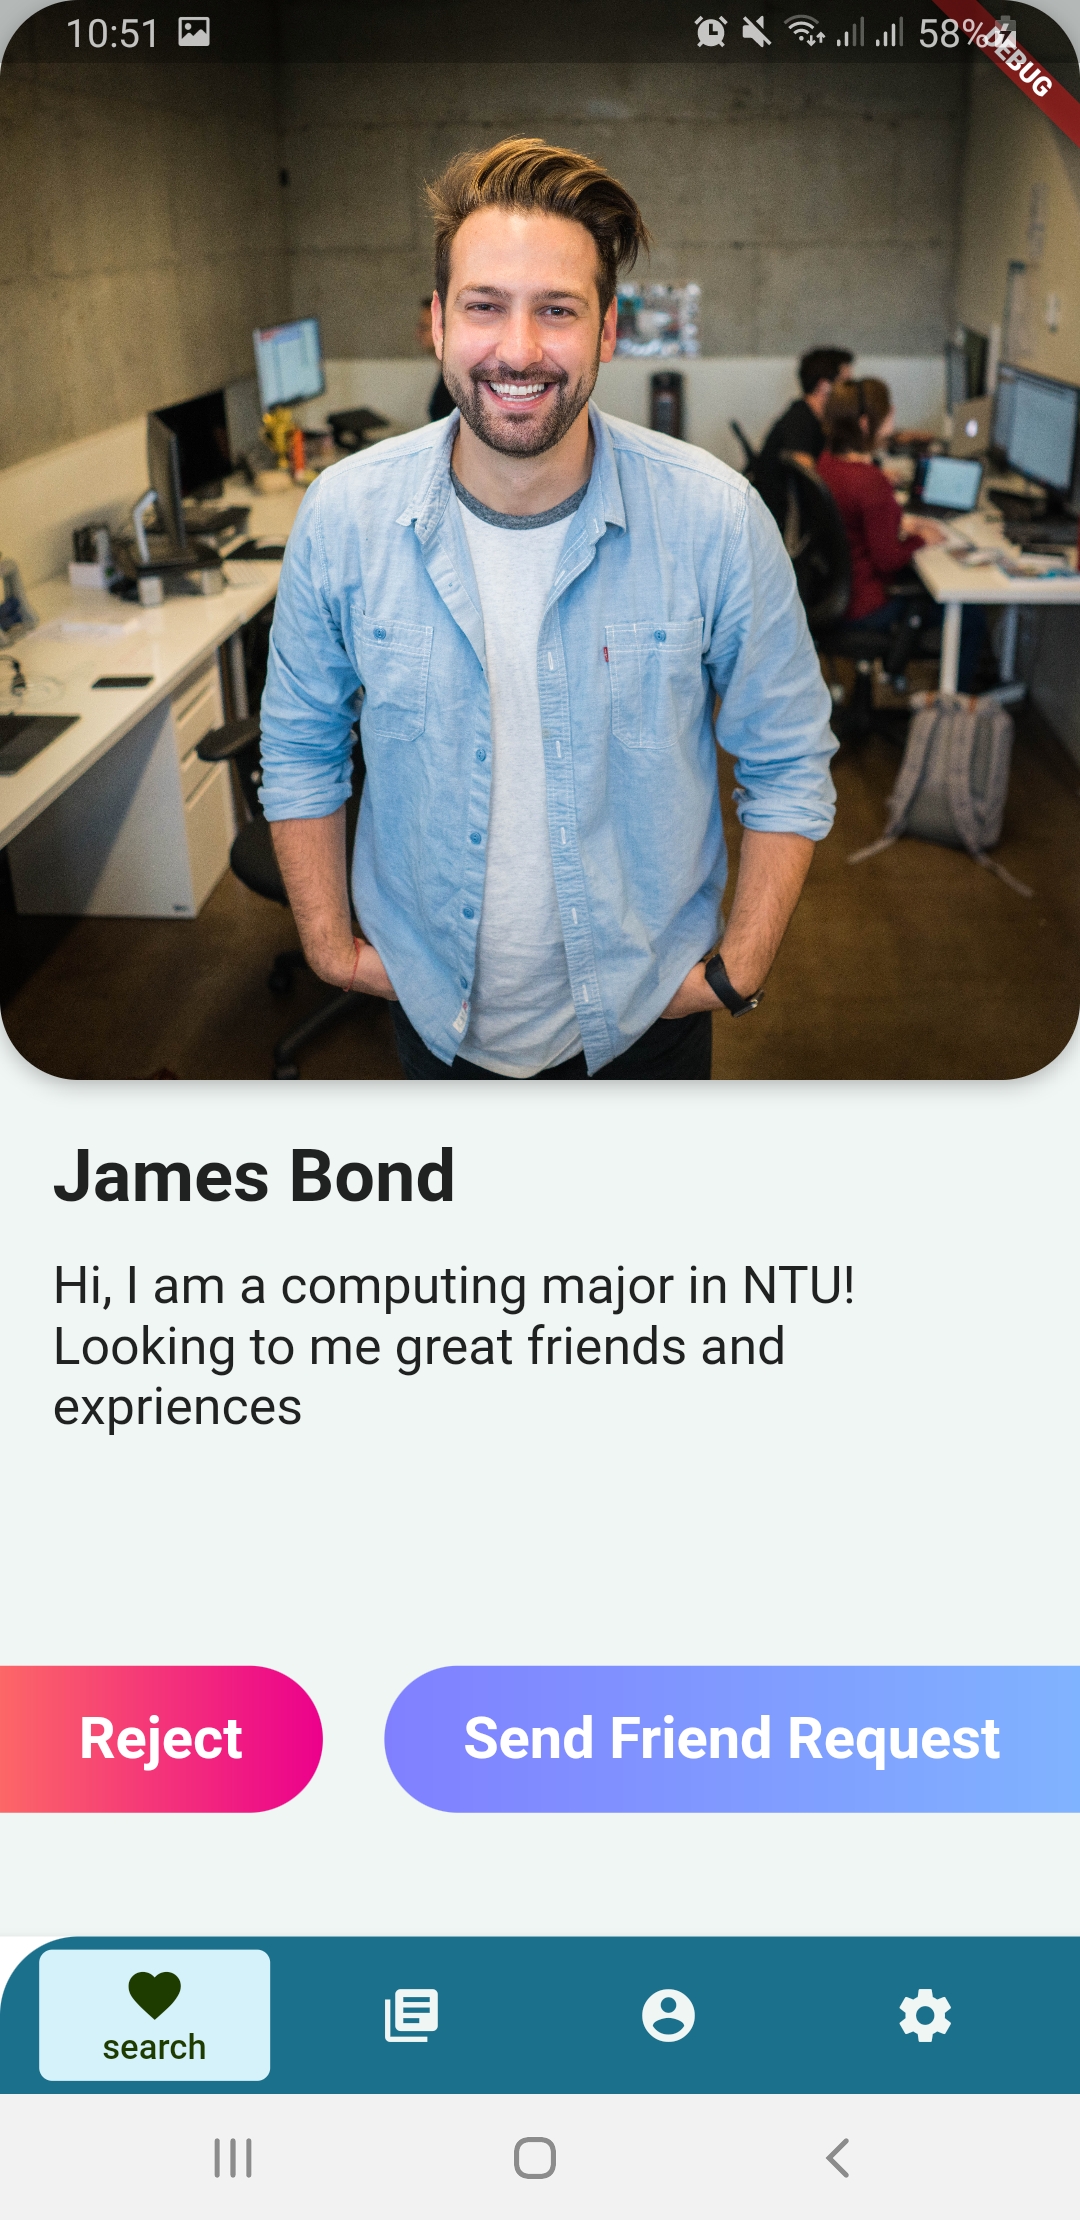 10:51 58%
DEBUG
James Bond
Hi, I am a computing major in NTU!
Looking to me great friends and
expriences
Reject Send Friend Request
search